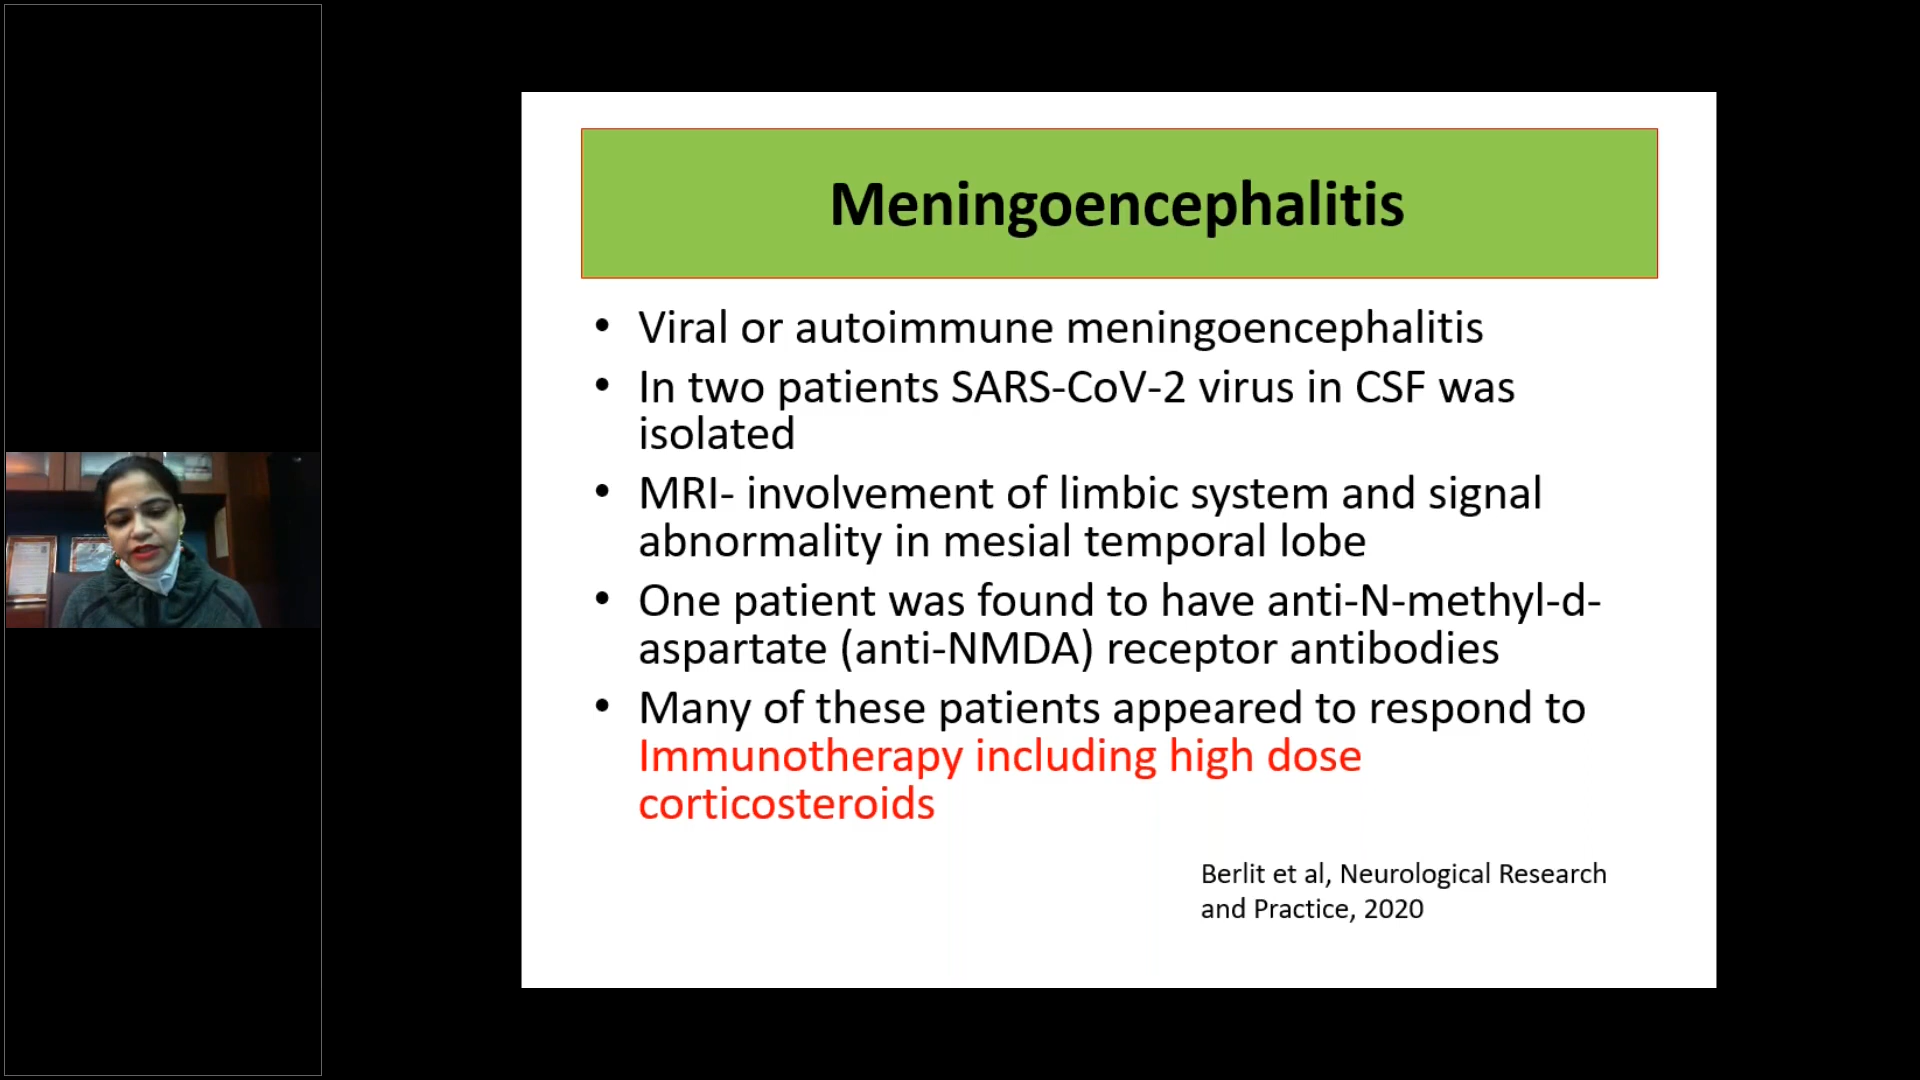 Meningoencephalitis
• Viral or autoimmune meningoencephalitis
• In two patients SARS-CoV-2 virus in CSF was
isolated
• MRI- involvement of limbic system and signal
abnormality in mesial temporal lobe
• One patient was found to have anti-N-methyl-d-
aspartate (anti-NMDA) receptor antibodies
• Many of these patients appeared to respond to
Immunotherapy including high dose
corticosteroids
Berlit et al, Neurological Research
and Practice, 2020